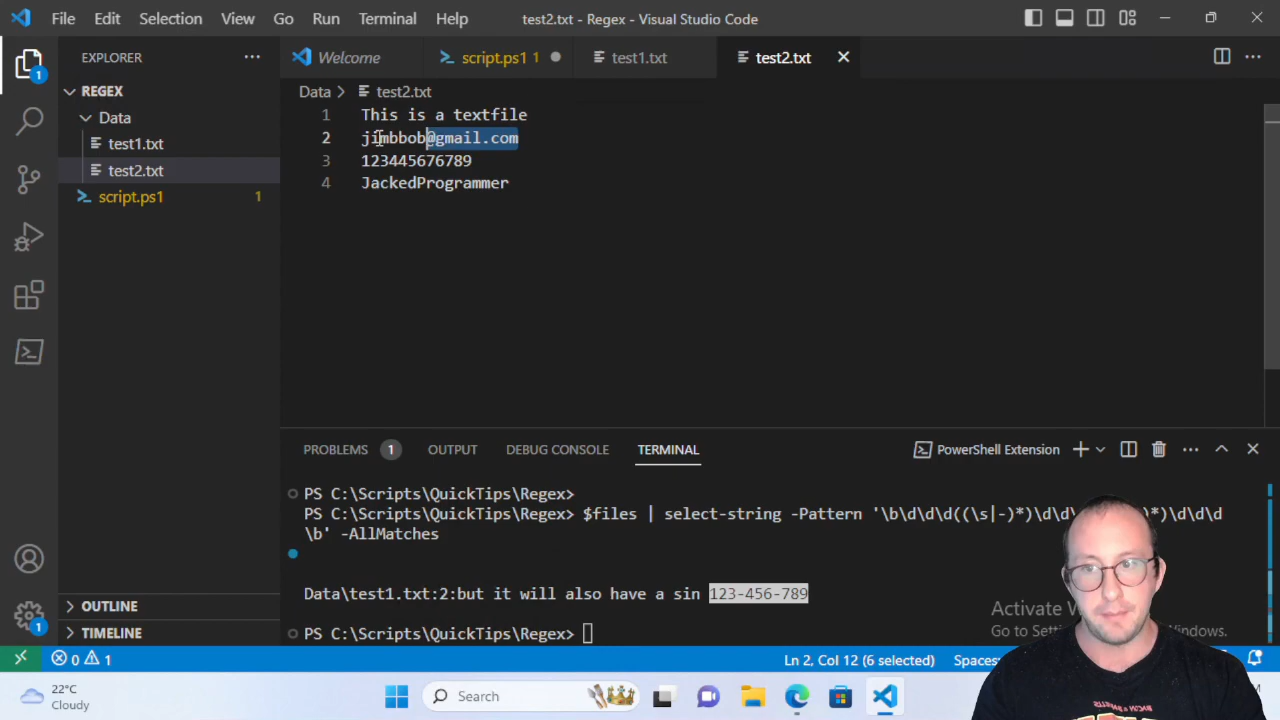 File Edit Selection View Go Run Terminal Help test2.txt - Regex - Visual Studio Code
EXPLORER
Welcome script.ps1 1 test1.txt test2.txt
REGEX
Data
test1.txt
test2.txt
script.ps1 1
Data > test2.txt
1 This is a textfile
2 jimbbob@gmail.com
3 123445676789
4 JackedProgrammer
PROBLEMS 1 OUTPUT DEBUG CONSOLE TERMINAL PowerShell Extension
PS C:\Scripts\QuickTips\Regex>
PS C:\Scripts\QuickTips\Regex> $files | select-string -Pattern '\b\d\d\d((\s|-)*)\d\d\ )*)\d\d\d
\b' -AllMatches
Data\test1.txt:2:but it will also have a sin 123-456-789
PS C:\Scripts\QuickTips\Regex>
OUTLINE
TIMELINE
Activate
Go to Windows.
0 1 Ln 2, Col 12 (6 selected)
22°C
Cloudy
Search
1
1